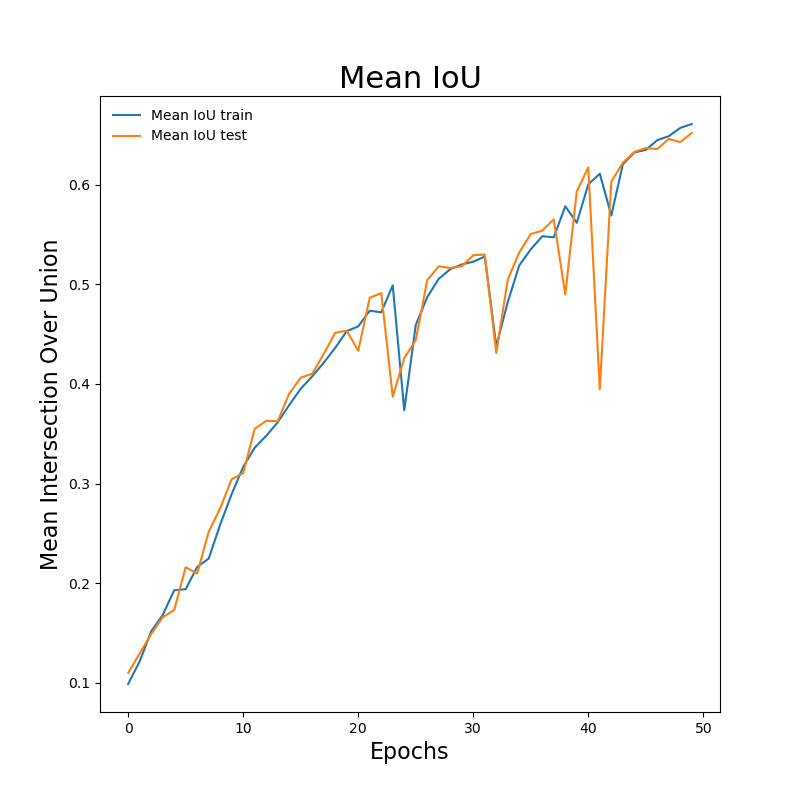 Mean IoU
Mean IoU train
Mean IoU test
Mean Intersection Over Union
0.6
0.5
0.4
0.3
0.2
0.1
0 10 20 30 40 50
Epochs